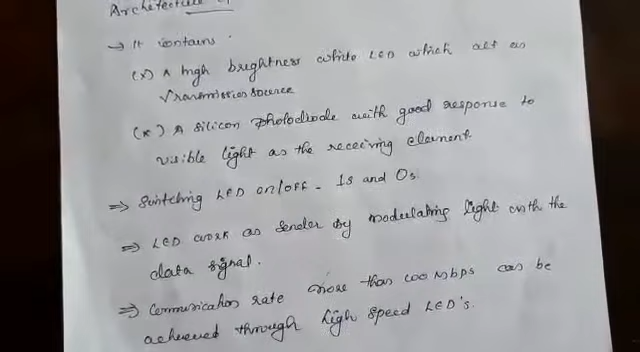 Architecture
→ It contains.
(x) A high brightness white LED which act as
Transmission source
(x) A silicon photodiode with good response to
visible light as the receiving element.
⇒ Switching LED on/off - 1s and 0s.
⇒ LED work as sender by modulating light with the
data signal.
⇒ Communication rate more than 100 Mbps can be
achieved through high speed LED's.